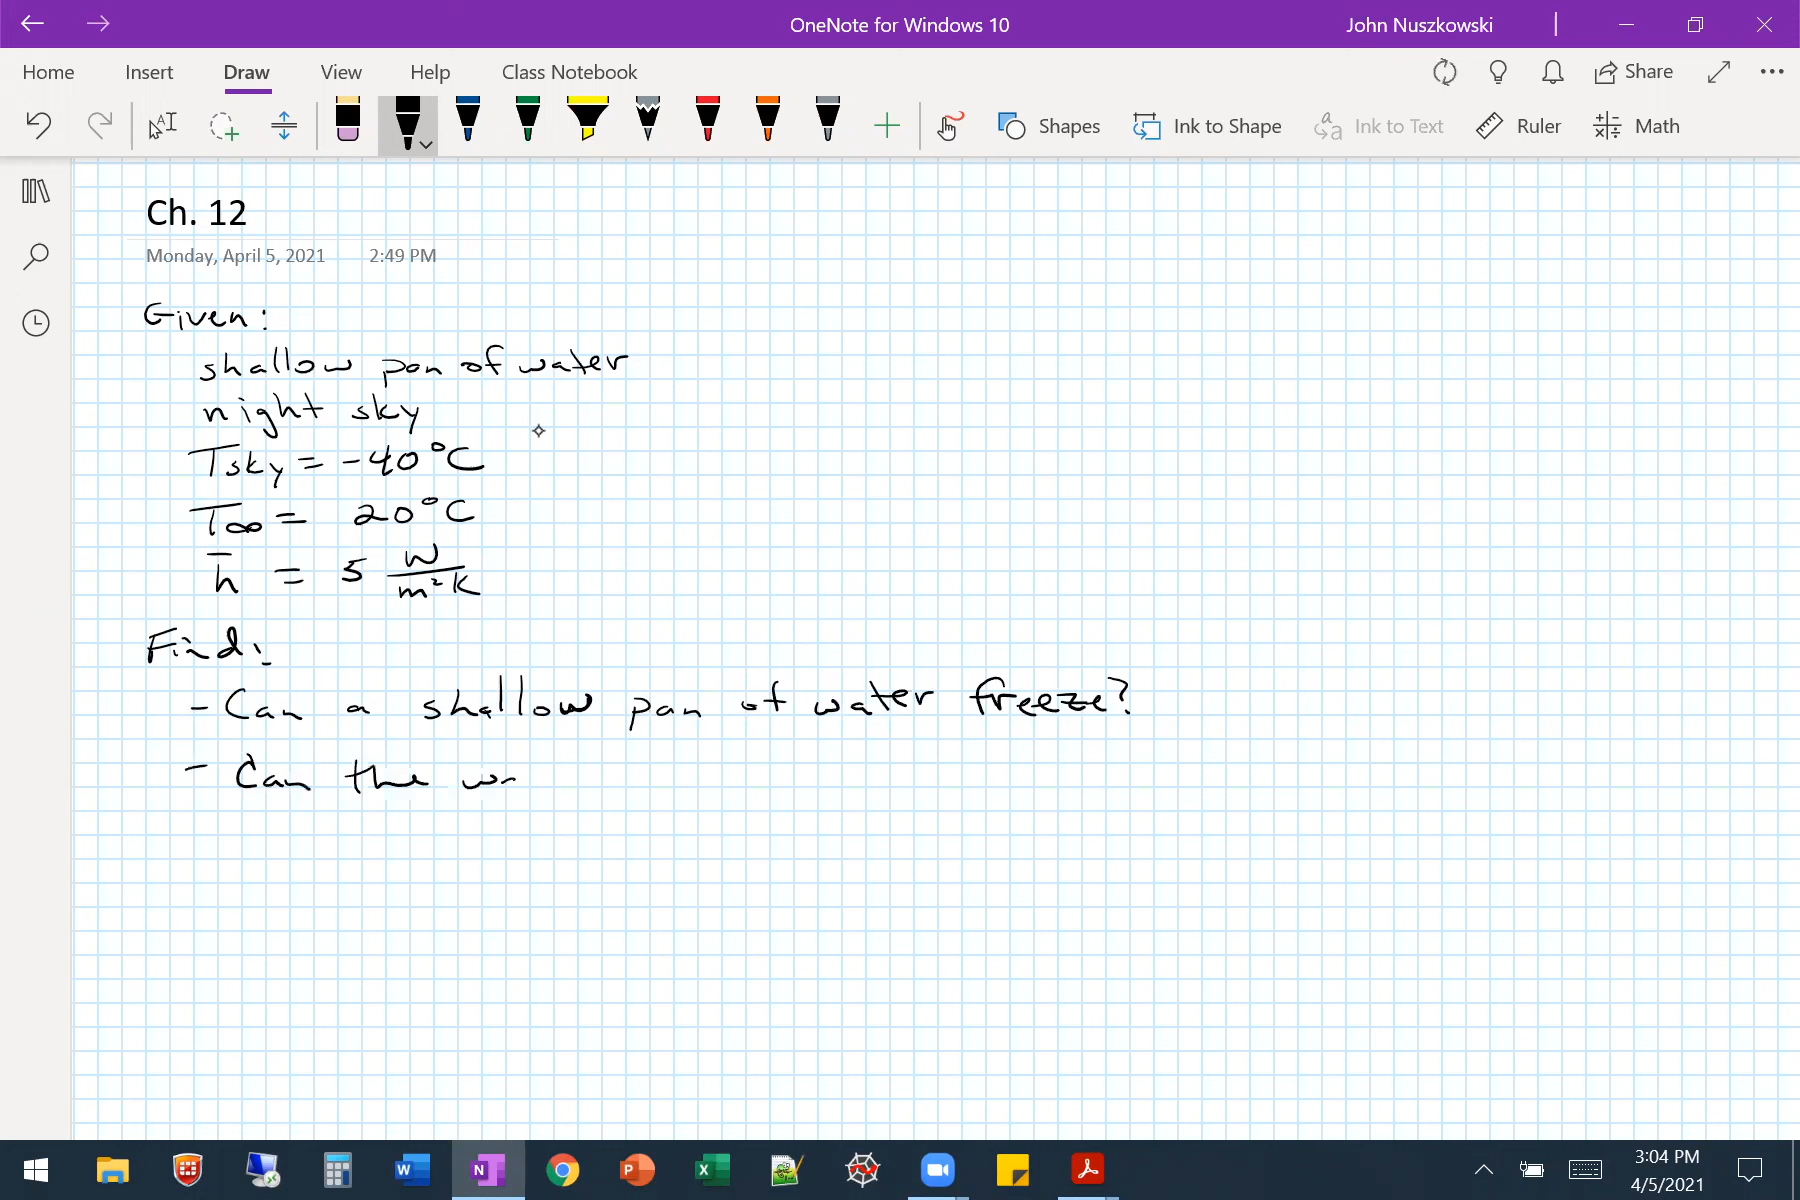 OneNote for Windows 10
John Nuszkowski
Home Insert Draw View Help Class Notebook
Share
Shapes Ink to Shape Ink to Text Ruler Math
Ch. 12
Monday, April 5, 2021 2:49 PM
Given:
shallow pan of water
night sky
Tsky = -40°C
T∞ = 20°C
h̅ = 5 W/m²K
Find:
- Can a shallow pan of water freeze?
- Can the wa
3:04 PM
4/5/2021